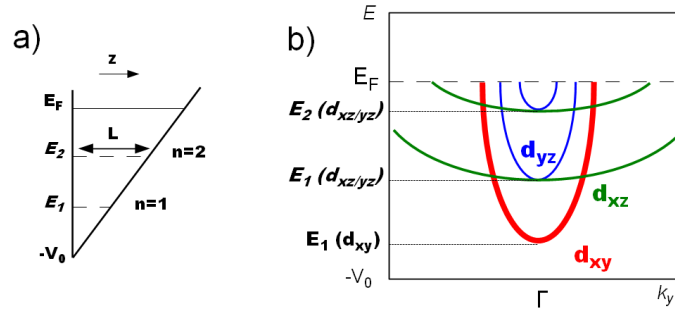 a)
z
E_F
L
E_2
n=2
E_1
n=1
-V_0
b)
E
E_F
E_2 (d_xz/yz)
d_yz
E_1 (d_xz/yz)
d_xz
E_1 (d_xy)
d_xy
-V_0
Γ
k_y